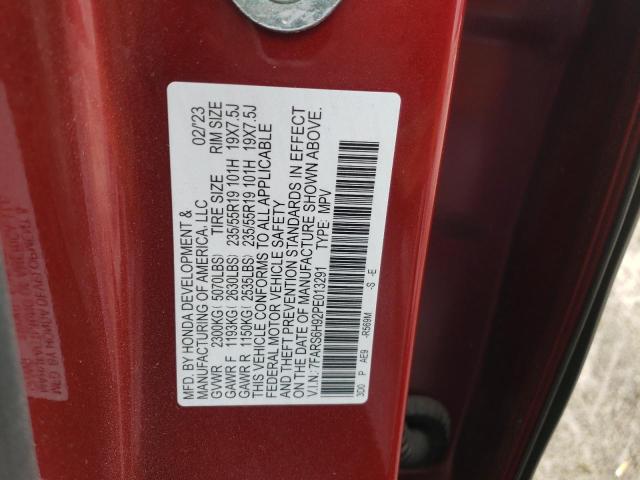 MFD. BY HONDA DEVELOPMENT & 02/'23
MANUFACTURING OF AMERICA, LLC
GVWR 2300KG( 5070LBS) TIRE SIZE RIM SIZE
GAWR F 1193KG( 2630LBS) 235/55R19 101H 19X7.5J
GAWR R 1150KG( 2535LBS) 235/55R19 101H 19X7.5J
THIS VEHICLE CONFORMS TO ALL APPLICABLE
FEDERAL MOTOR VEHICLE SAFETY
AND THEFT PREVENTION STANDARDS IN EFFECT
ON THE DATE OF MANUFACTURE SHOWN ABOVE.
V.I.N.: 7FARS6H92PE013291 TYPE: MPV
3D0 P AE9 -R569M -S -E